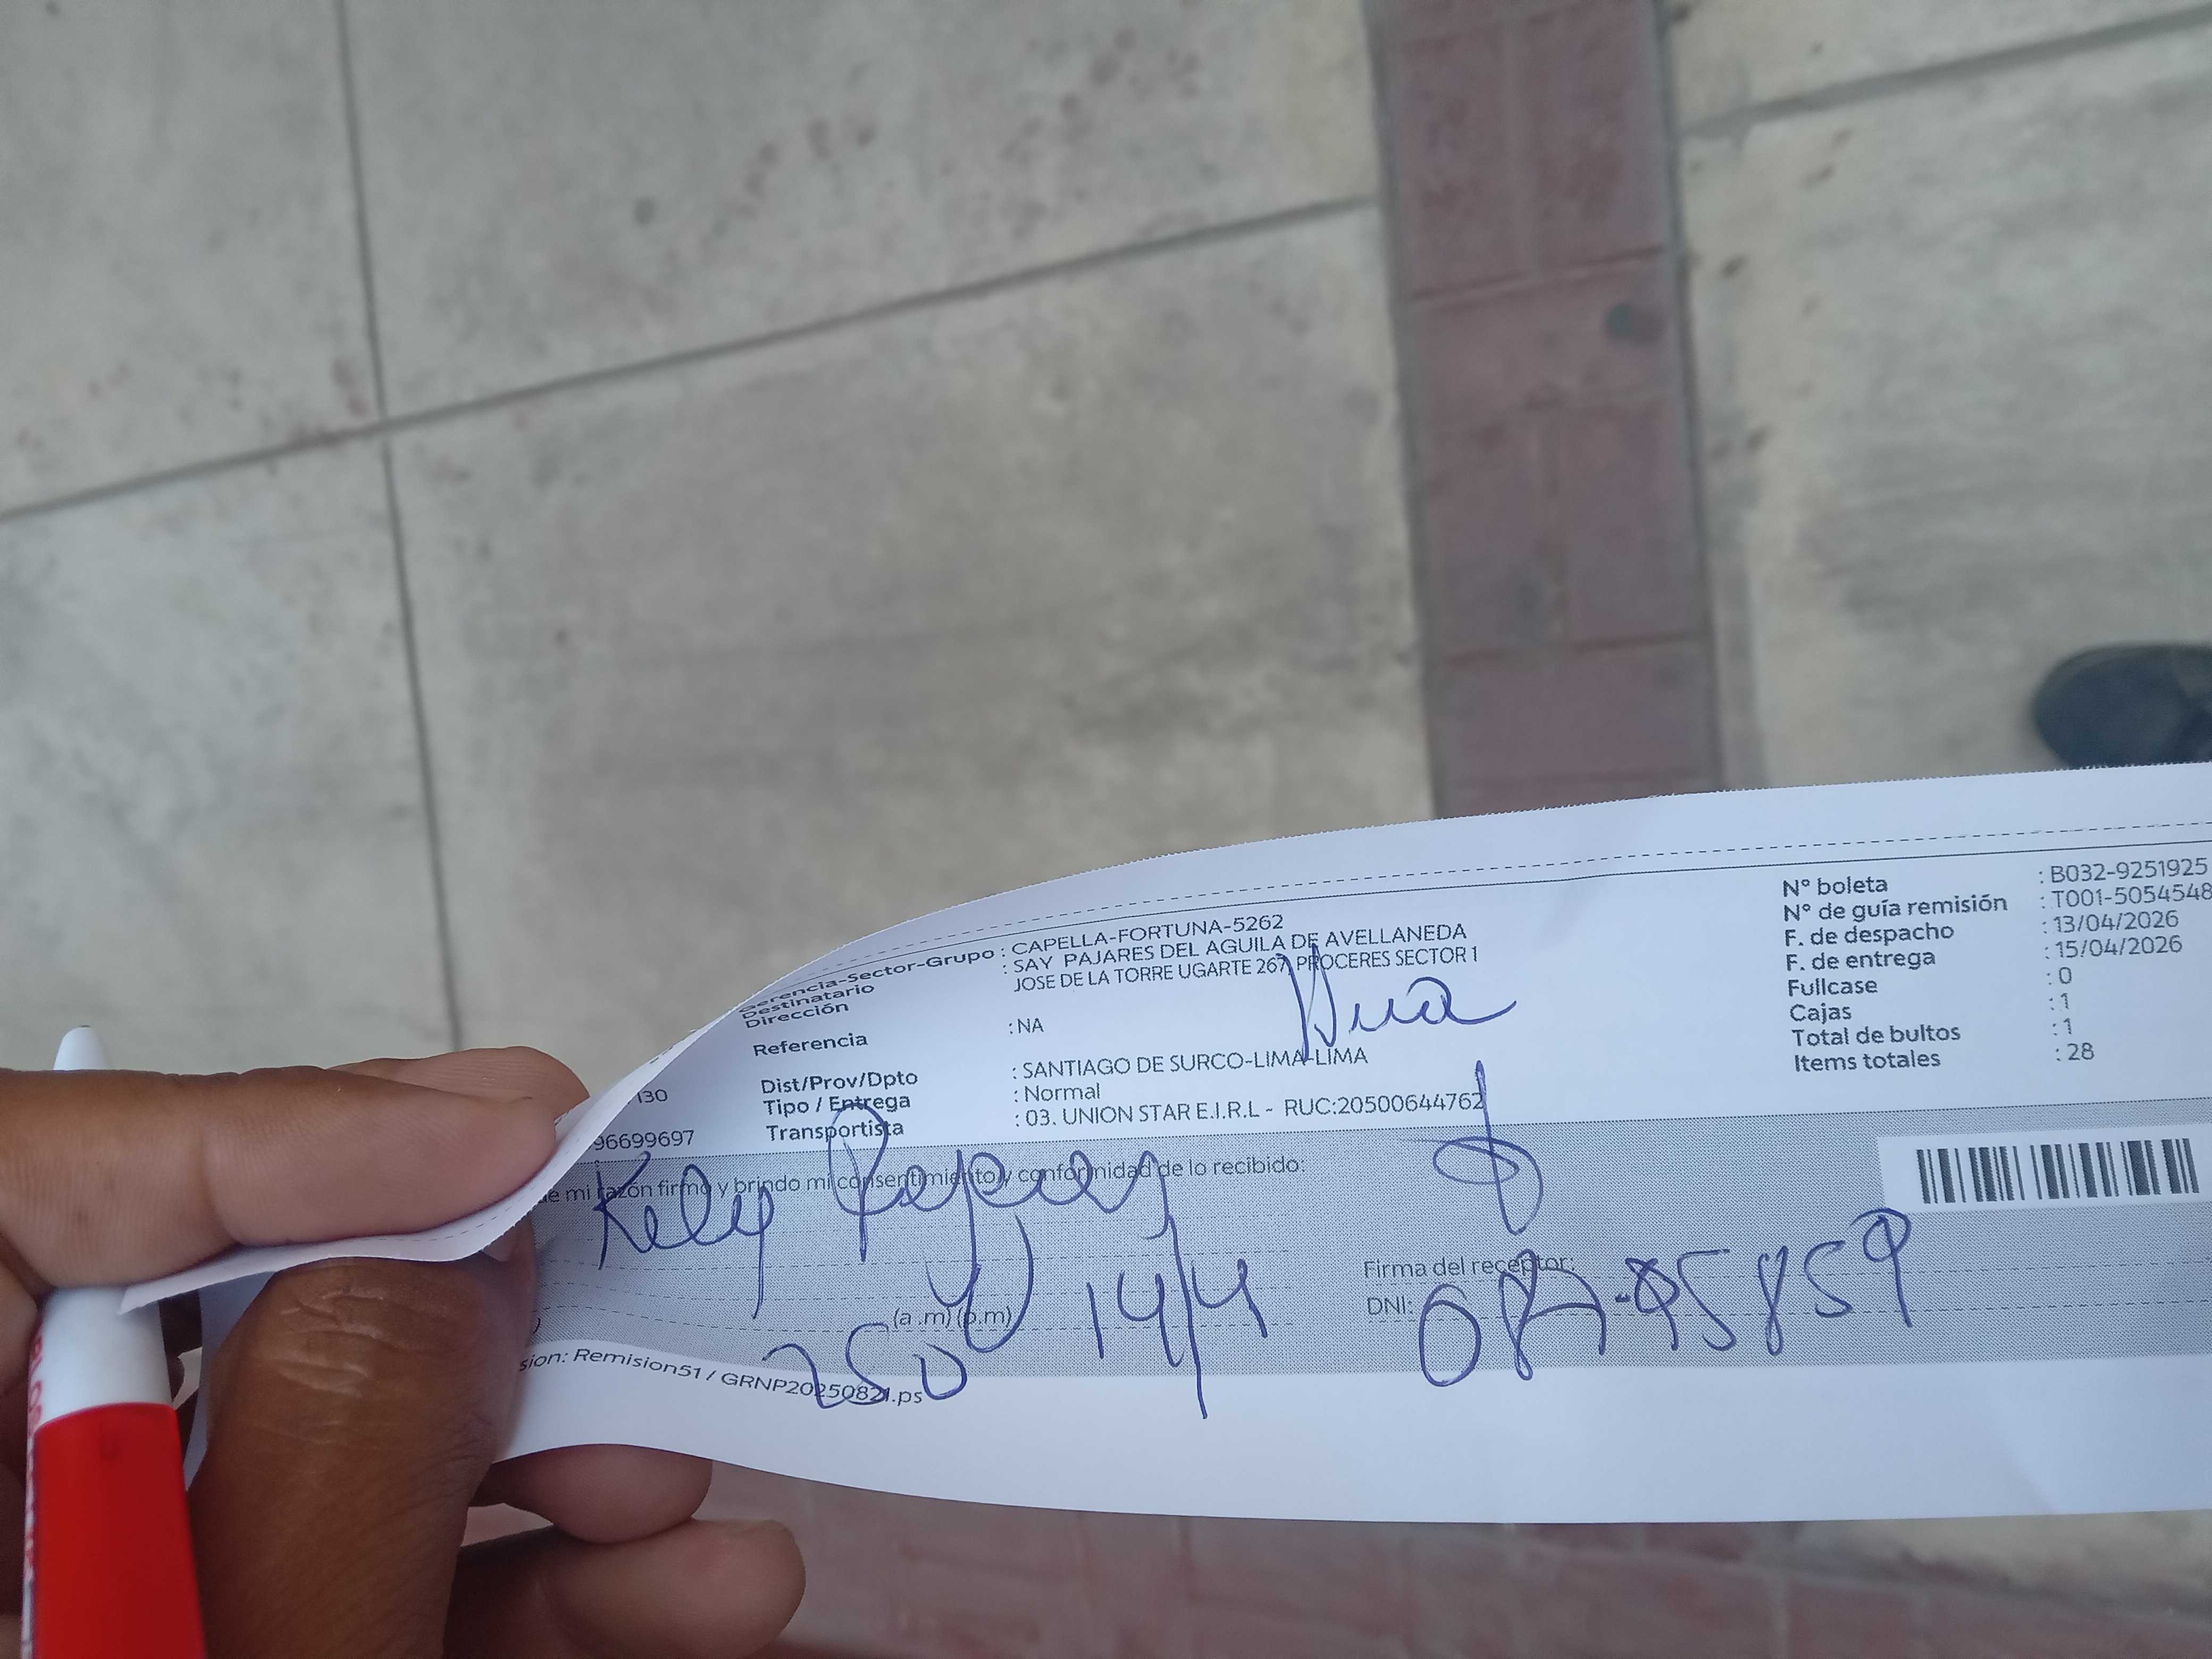 Gerencia-Sector-Grupo : CAPELLA-FORTUNA-5262
Destinatario : SAY PAJARES DEL AGUILA DE AVELLANEDA
Dirección JOSE DE LA TORRE UGARTE 267, PROCERES SECTOR 1
Referencia : NA
Dist/Prov/Dpto : SANTIAGO DE SURCO-LIMA-LIMA
Tipo / Entrega : Normal
Transportista : 03. UNION STAR E.I.R.L - RUC:20500644762
130
96699697
N° boleta : B032-9251925
N° de guía remisión : T001-5054548
F. de despacho : 13/04/2026
F. de entrega : 15/04/2026
Fullcase : 0
Cajas : 1
Total de bultos : 1
Items totales : 28
de mi razón firmo y brindo mi consentimiento y conformidad de lo recibido:
Kelly Pajares
(a.m) (p.m)
250 14/4
Firma del receptor:
DNI:
sion: Remision51 / GRNP20250821.ps